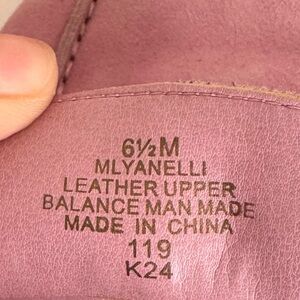 6½M
MLYANELLI
LEATHER UPPER
BALANCE MAN MADE
MADE IN CHINA
119
K24